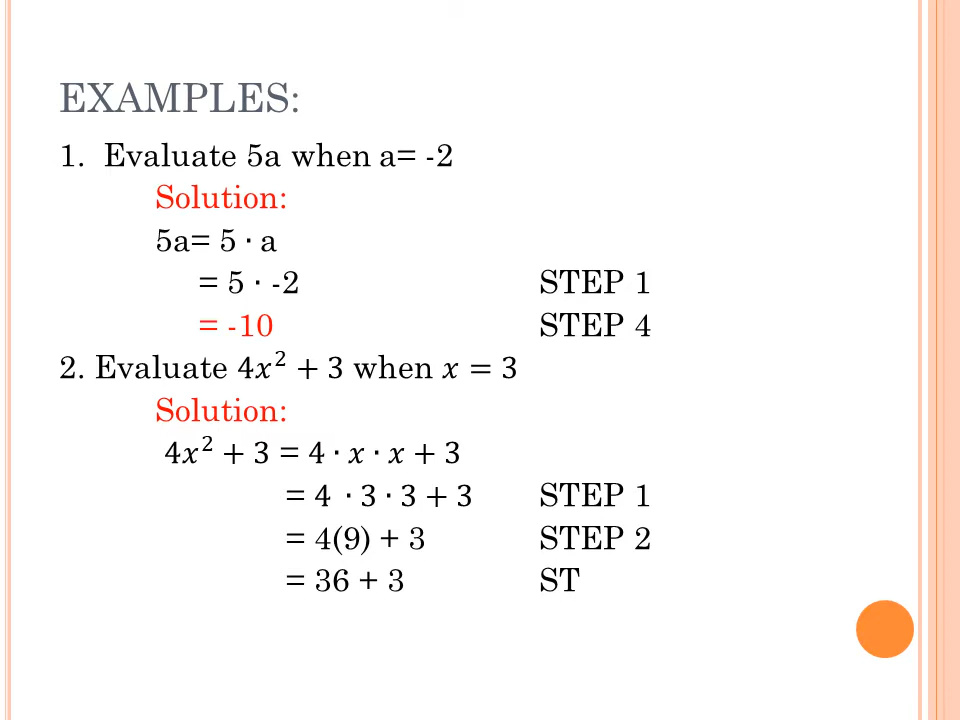 EXAMPLES:
1. Evaluate 5a when a= -2
Solution:
5a= 5 · a
= 5 · -2 STEP 1
= -10 STEP 4
2. Evaluate 4𝑥² + 3 when 𝑥 = 3
Solution:
4𝑥² + 3 = 4 · 𝑥 · 𝑥 + 3
= 4 · 3 · 3 + 3 STEP 1
= 4(9) + 3 STEP 2
= 36 + 3 ST